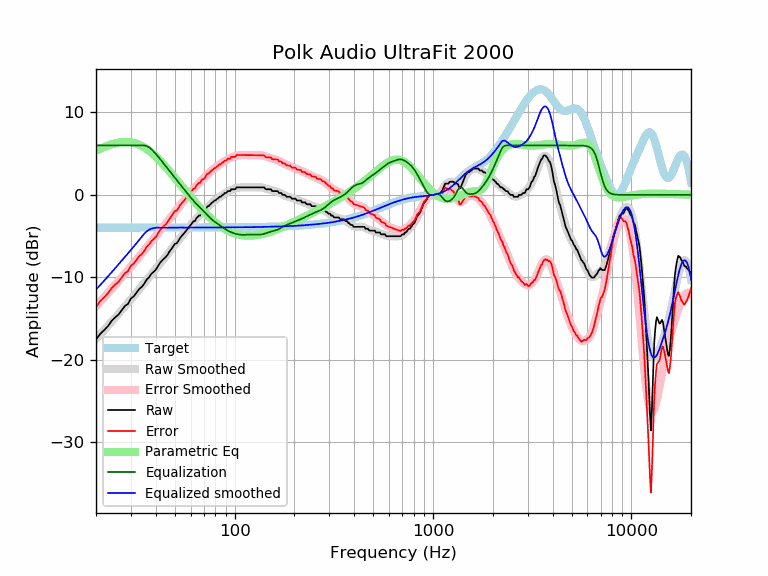 Polk Audio UltraFit 2000
Amplitude (dBr)
10
0
−10
−20
−30
Target
Raw Smoothed
Error Smoothed
Raw
Error
Parametric Eq
Equalization
Equalized smoothed
100
1000
10000
Frequency (Hz)